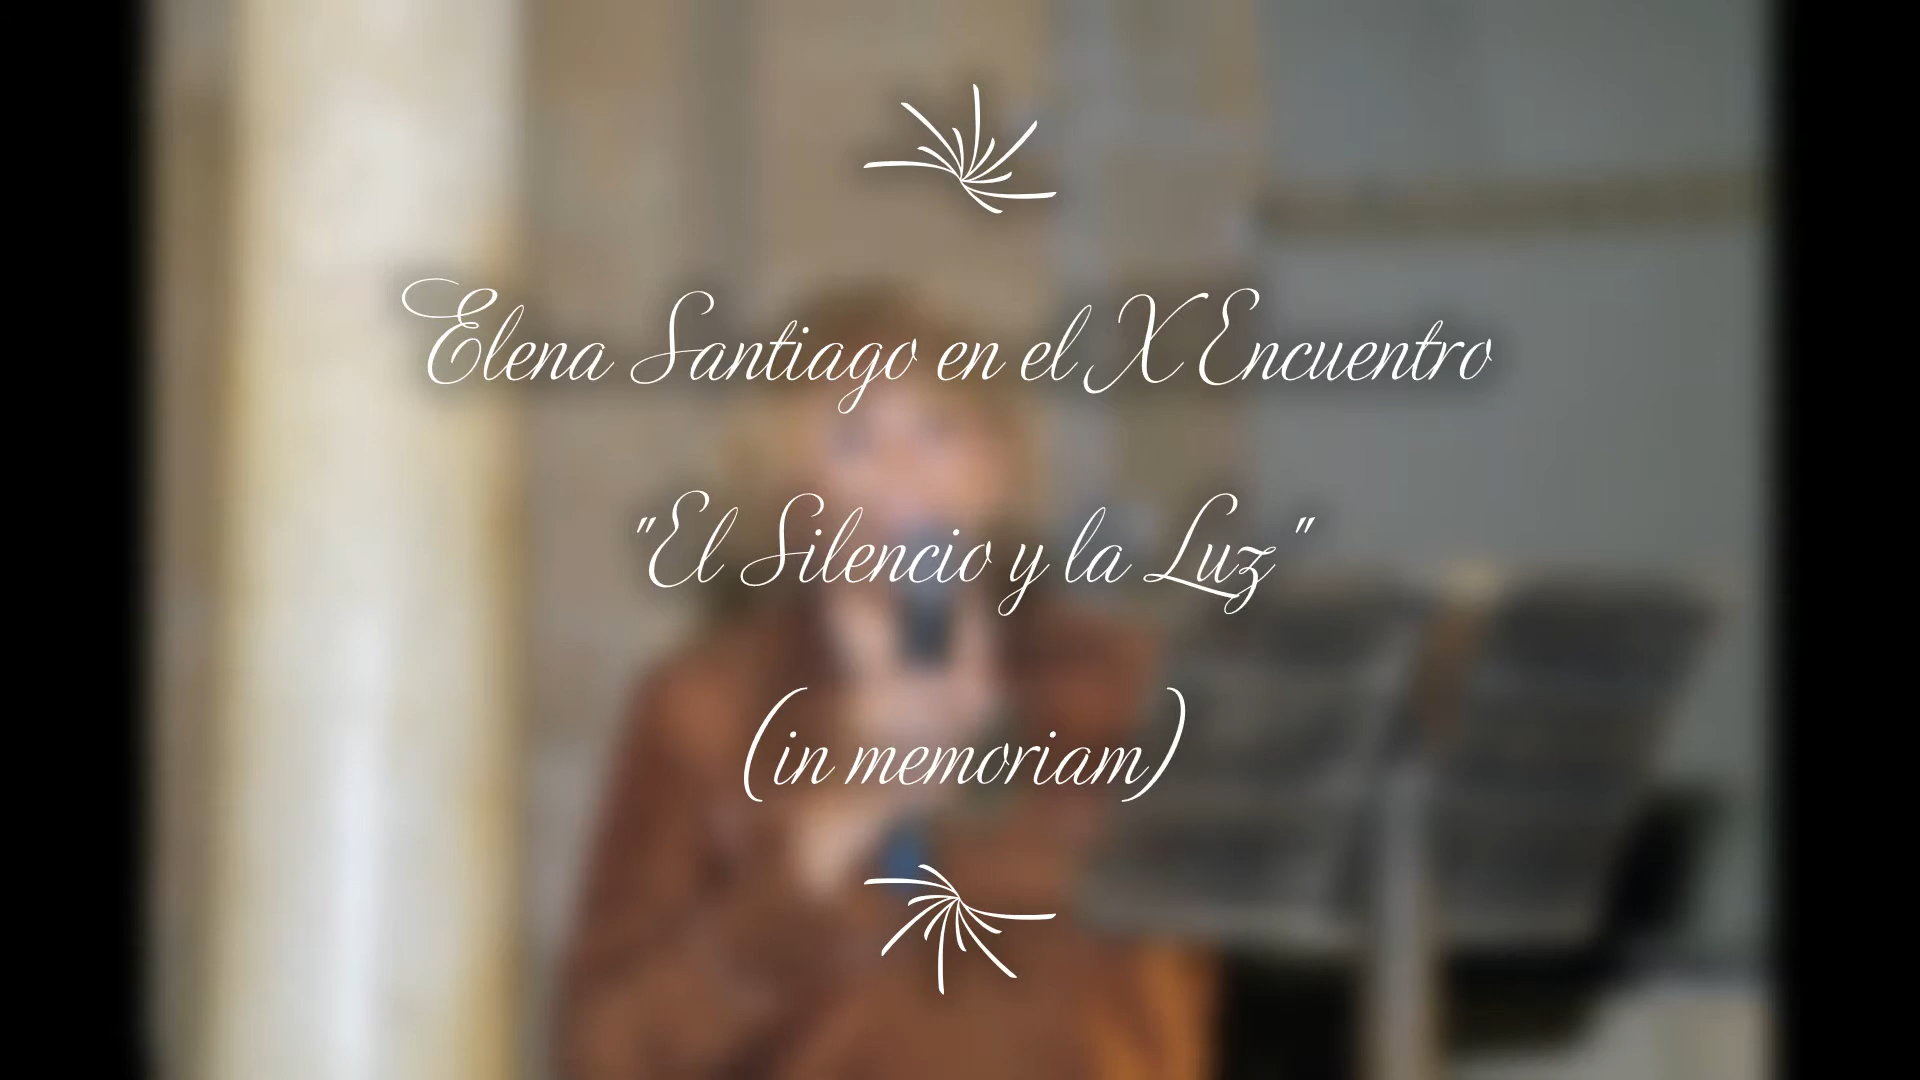 Elena Santiago en el X Encuentro
"El Silencio y la Luz"
(in memoriam)